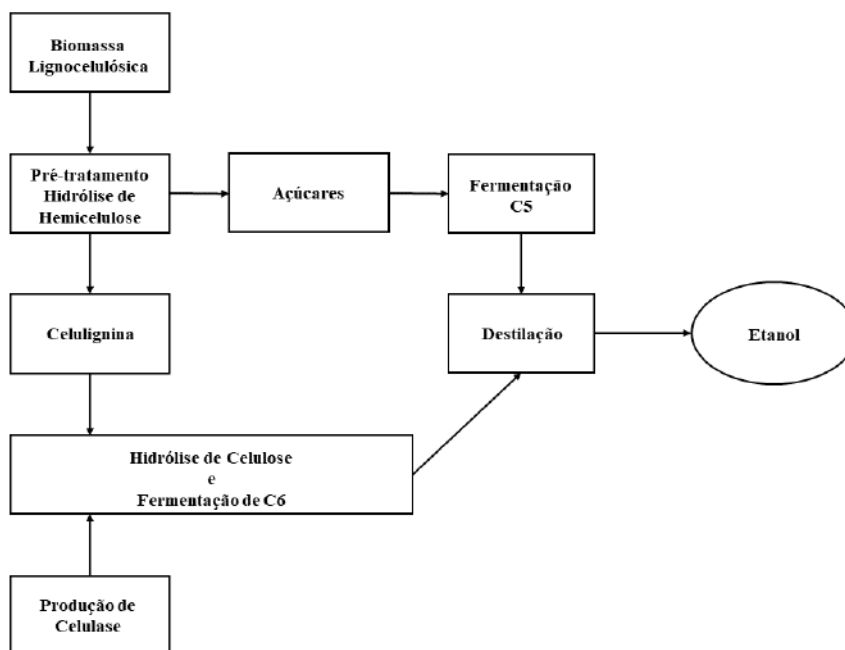 Biomassa
Lignocelulósica
Pré-tratamento
Hidrólise de
Hemicelulose
Açúcares
Fermentação
C5
Celulignina
Destilação
Etanol
Hidrólise de Celulose
e
Fermentação de C6
Produção de
Celulase